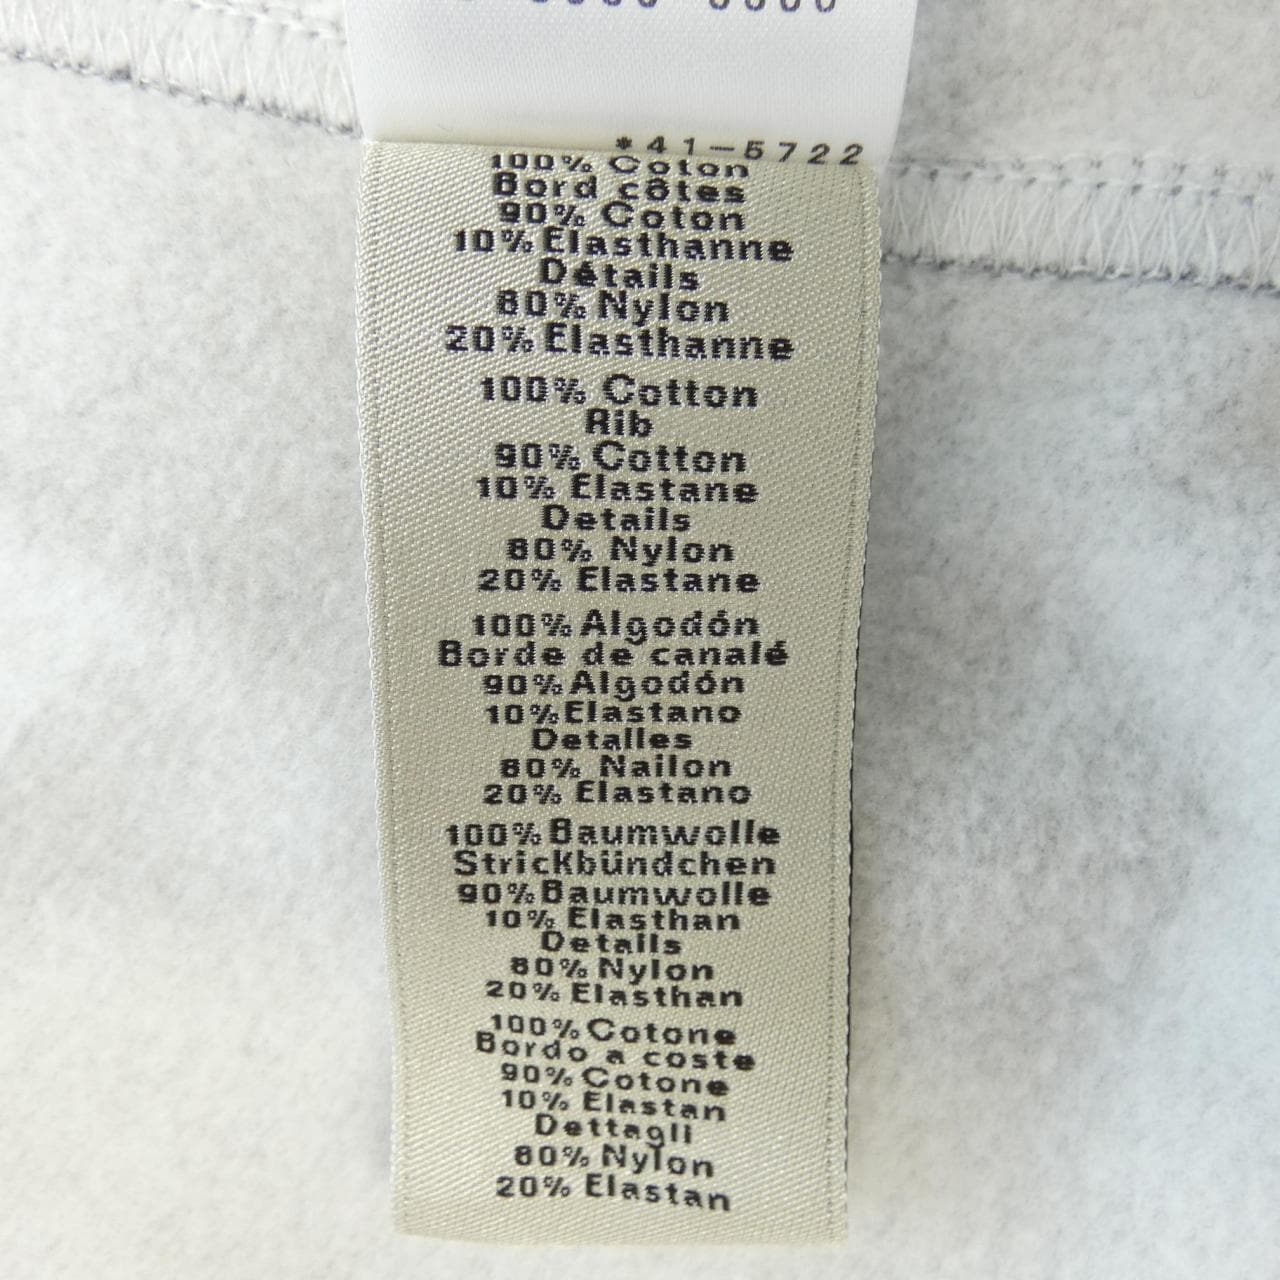 *41-5722
100% Coton
Bord côtes
90% Coton
10% Elasthanne
Détails
80% Nylon
20% Elasthanne
100% Cotton
Rib
90% Cotton
10% Elastane
Details
80% Nylon
20% Elastane
100% Algodón
Borde de canalé
90% Algodón
10% Elastano
Detalles
80% Nailon
20% Elastano
100% Baumwolle
Strickbündchen
90% Baumwolle
10% Elasthan
Details
80% Nylon
20% Elasthan
100% Cotone
Bordo a coste
90% Cotone
10% Elastan
Dettagli
80% Nylon
20% Elastan